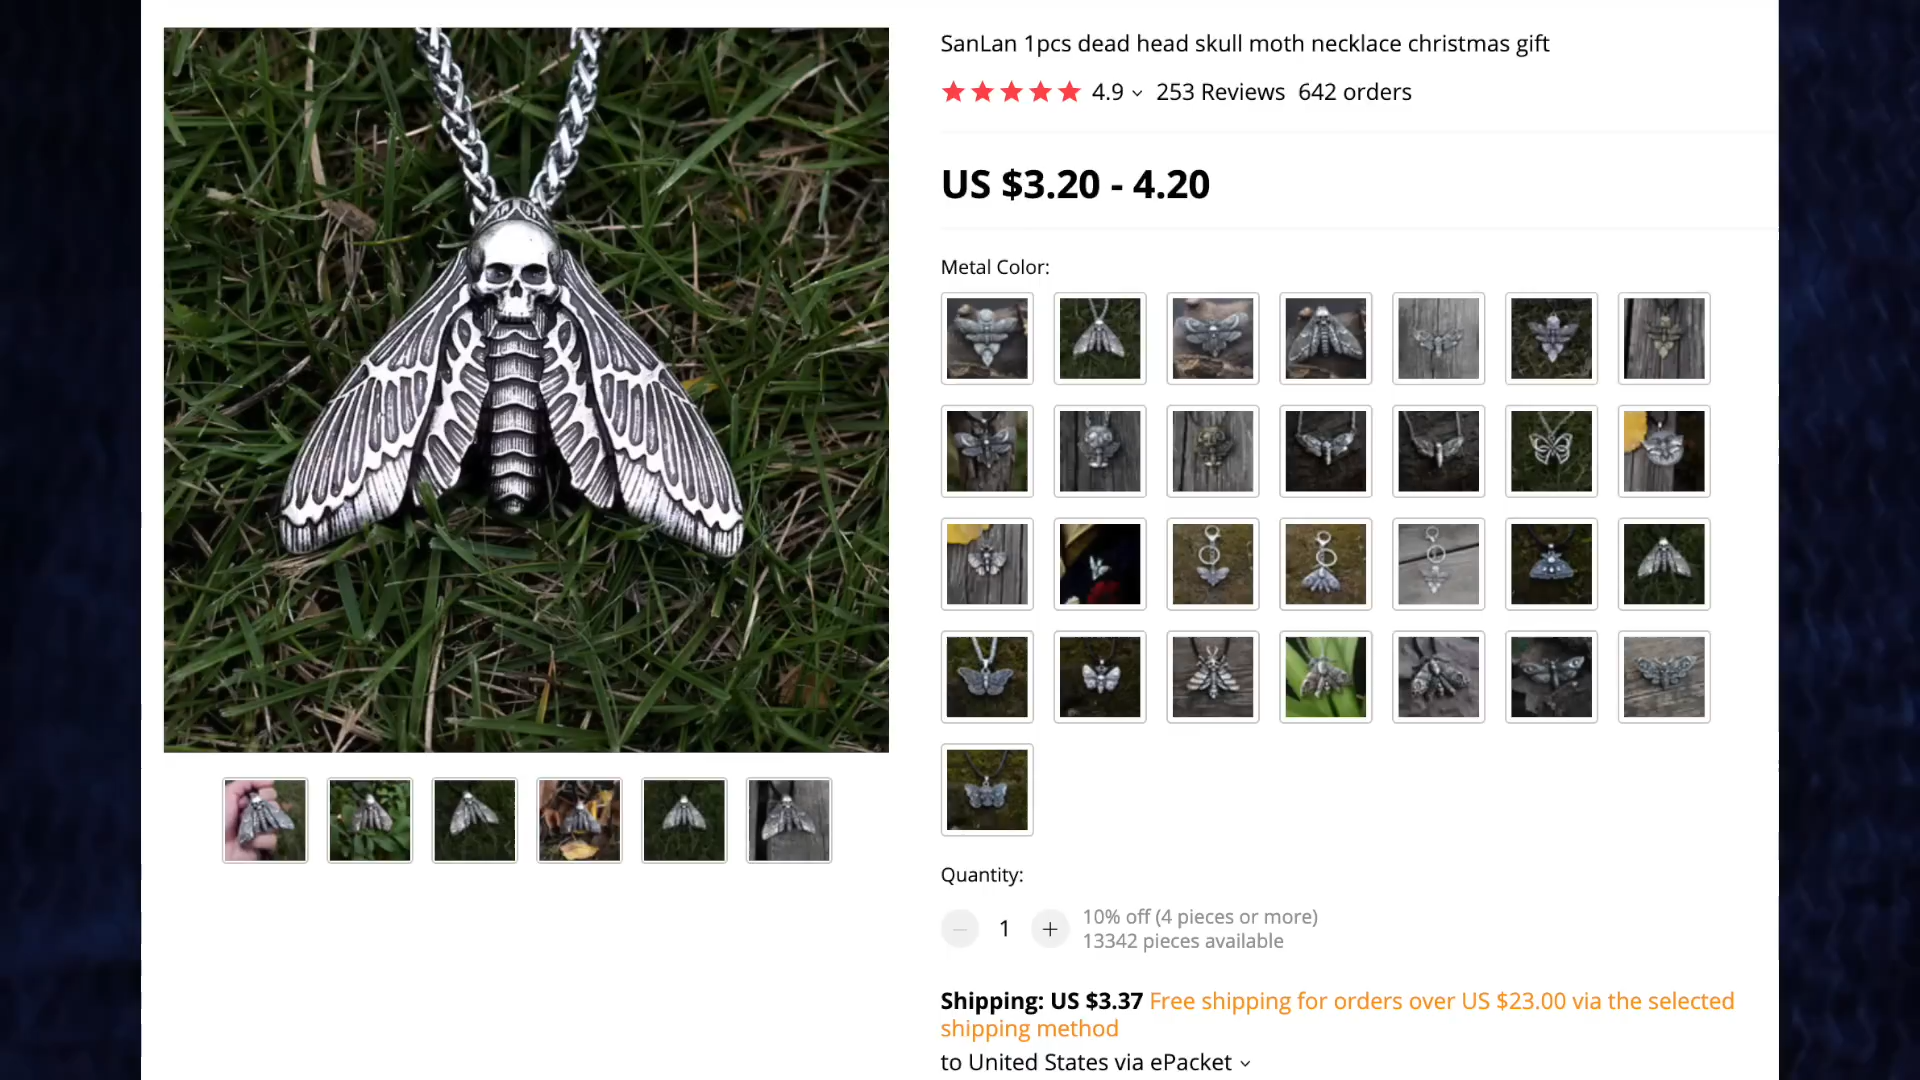 SanLan 1pcs dead head skull moth necklace christmas gift
4.9 253 Reviews 642 orders
US $3.20 - 4.20
Metal Color:
Quantity:
1
10% off (4 pieces or more)
13342 pieces available
Shipping: US $3.37 Free shipping for orders over US $23.00 via the selected
shipping method
to United States via ePacket